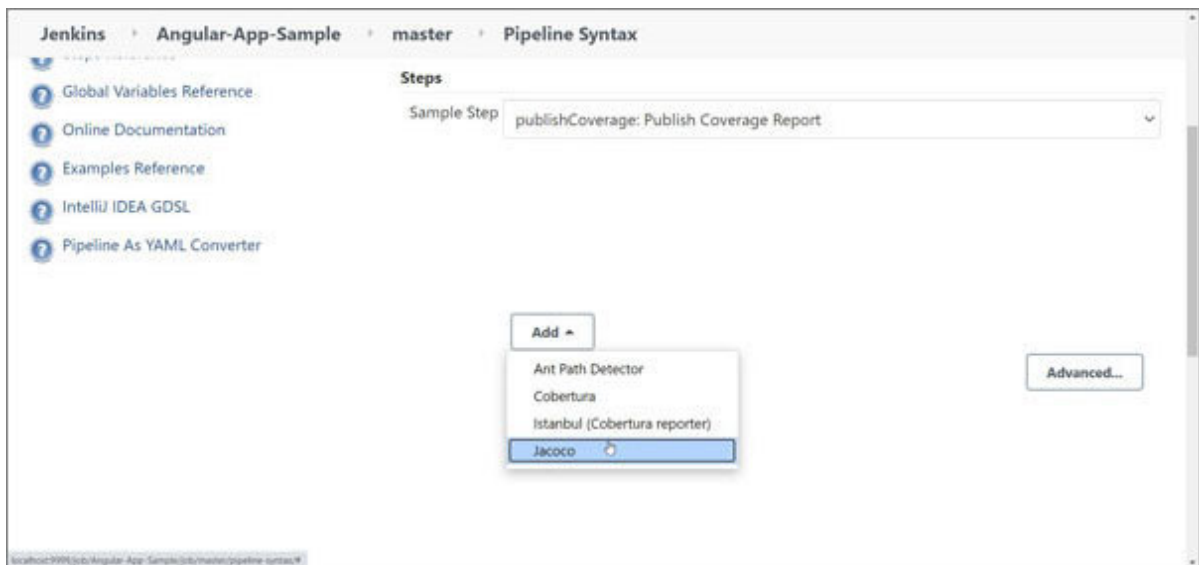 Jenkins Angular-App-Sample master Pipeline Syntax
Global Variables Reference
Online Documentation
Examples Reference
IntelliJ IDEA GDSL
Pipeline As YAML Converter
Steps
Sample Step publishCoverage: Publish Coverage Report
Add
Ant Path Detector
Cobertura
Istanbul (Cobertura reporter)
Jacoco
Advanced...